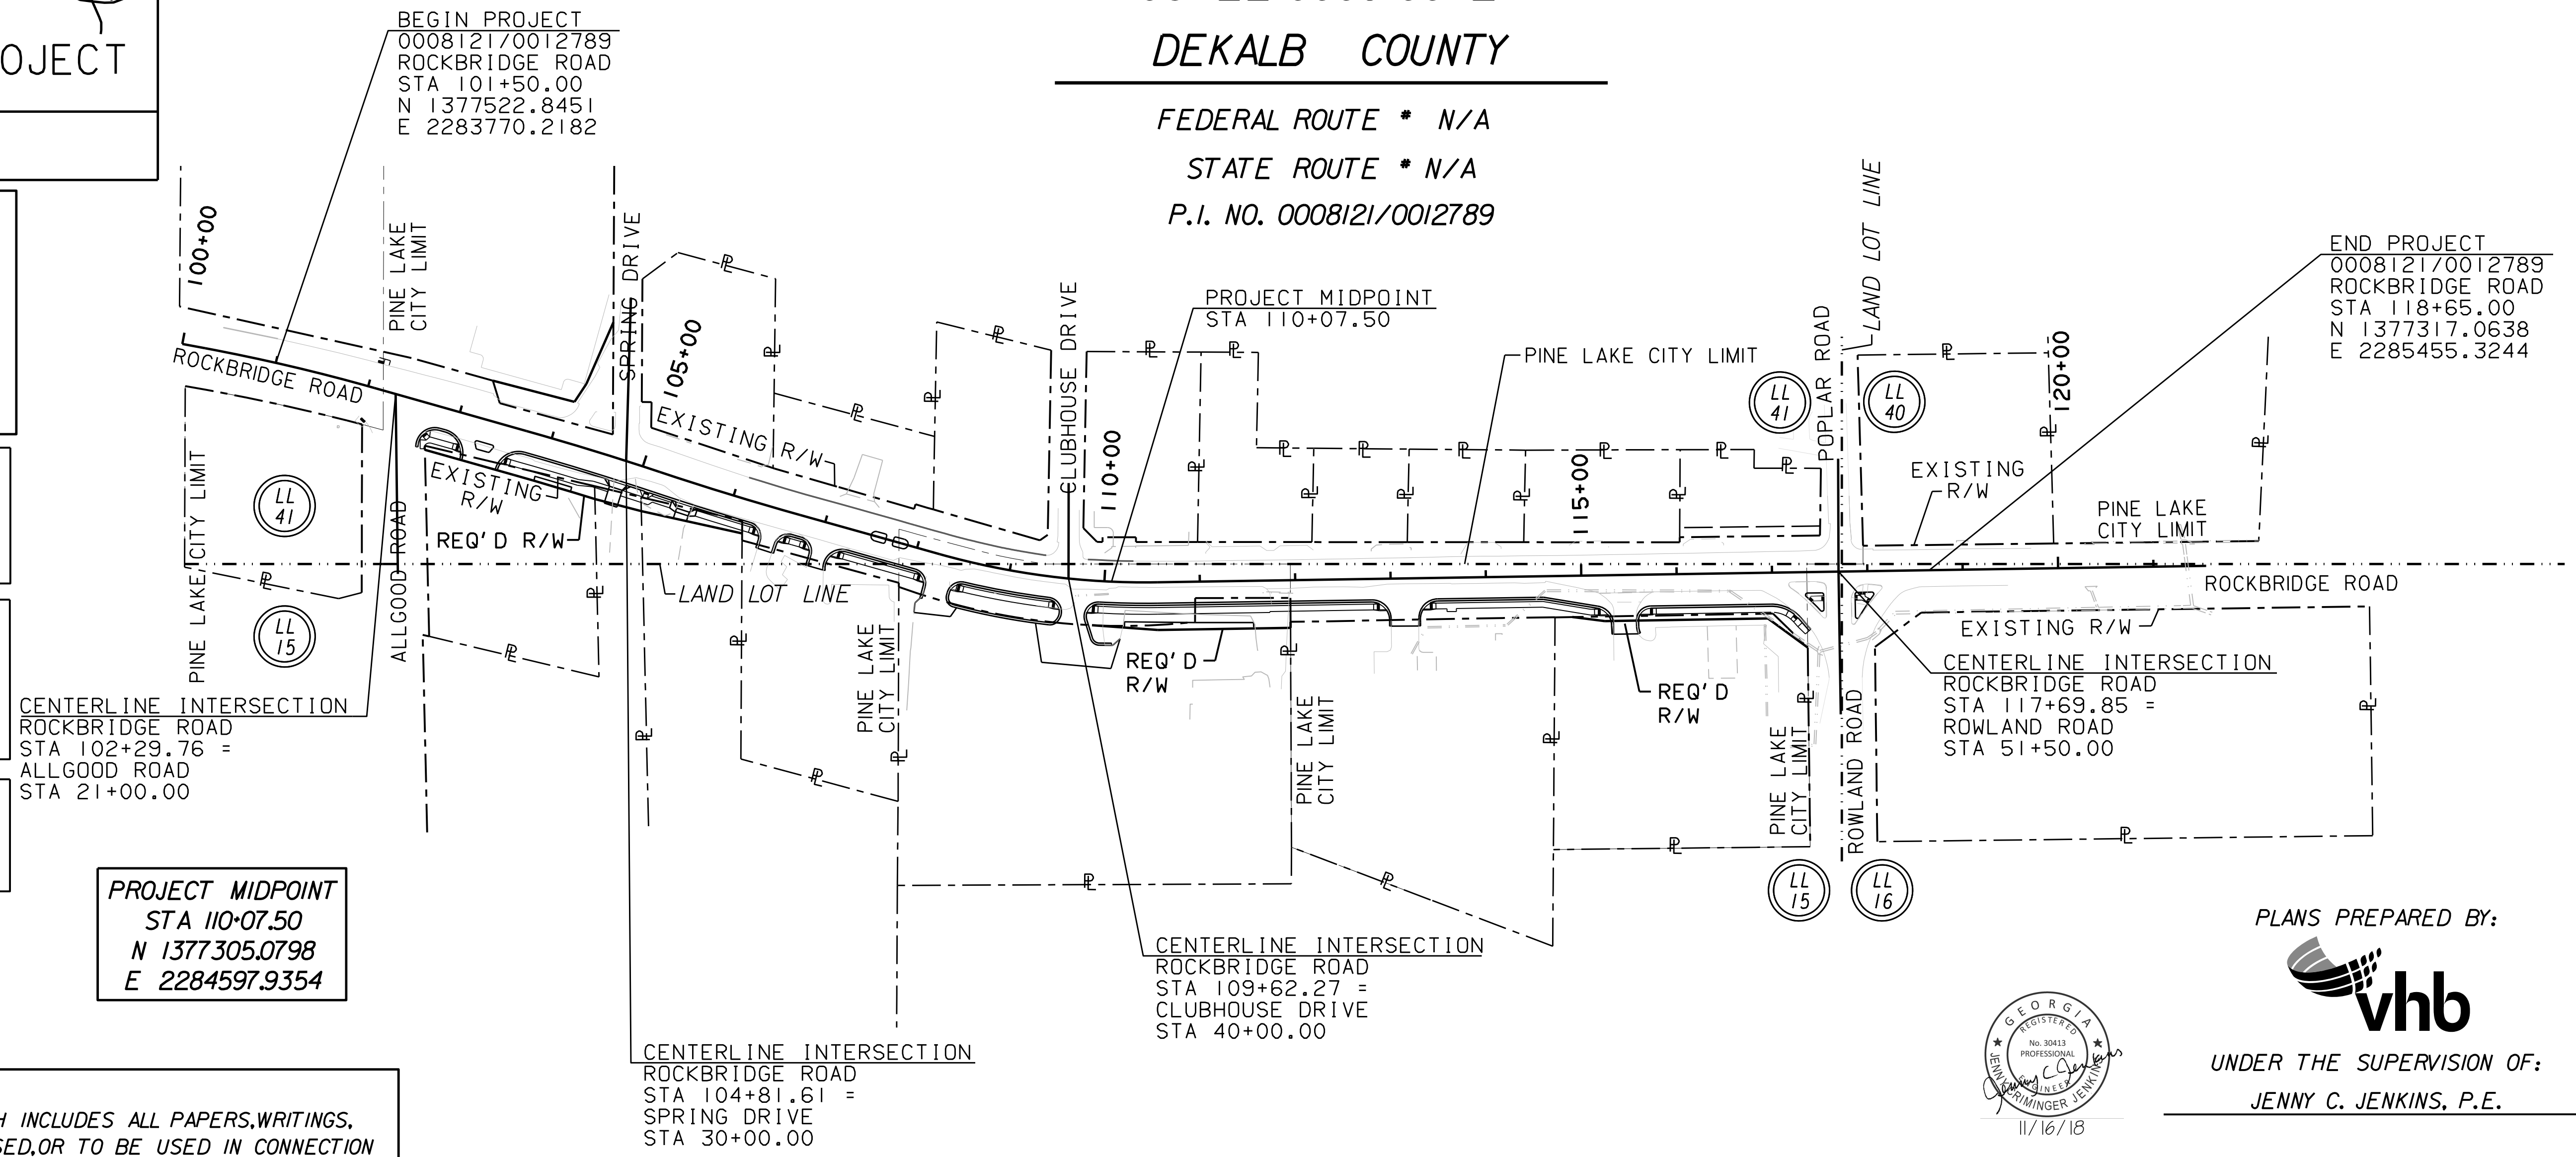 OJECT
BEGIN PROJECT
0008121/0012789
ROCKBRIDGE ROAD
STA 101+50.00
N 1377522.8451
E 2283770.2182
DEKALB COUNTY
FEDERAL ROUTE # N/A
STATE ROUTE # N/A
P.I. NO. 0008121/0012789
END PROJECT
0008121/0012789
ROCKBRIDGE ROAD
STA 118+65.00
N 1377317.0638
E 2285455.3244
100+00
PINE LAKE
CITY LIMIT
SPRING DRIVE
105+00
CLUBHOUSE DRIVE
110+00
PROJECT MIDPOINT
STA 110+07.50
PINE LAKE CITY LIMIT
115+00
POPLAR ROAD
LAND LOT LINE
120+00
LL
41
LL
40
ROCKBRIDGE ROAD
EXISTING R/W
EXISTING
R/W
PINE LAKE
CITY LIMIT
PINE LAKE CITY LIMIT
LL
41
LL
15
ALLGOOD ROAD
EXISTING
R/W
REQ'D R/W
LAND LOT LINE
ROCKBRIDGE ROAD
EXISTING R/W
PINE LAKE
CITY LIMIT
REQ'D
R/W
PINE LAKE
CITY LIMIT
REQ'D
R/W
PINE LAKE
CITY LIMIT
ROWLAND ROAD
CENTERLINE INTERSECTION
ROCKBRIDGE ROAD
STA 117+69.85 =
ROWLAND ROAD
STA 51+50.00
CENTERLINE INTERSECTION
ROCKBRIDGE ROAD
STA 102+29.76 =
ALLGOOD ROAD
STA 21+00.00
LL
15
LL
16
PROJECT MIDPOINT
STA 110+07.50
N 1377305.0798
E 2284597.9354
CENTERLINE INTERSECTION
ROCKBRIDGE ROAD
STA 109+62.27 =
CLUBHOUSE DRIVE
STA 40+00.00
CENTERLINE INTERSECTION
ROCKBRIDGE ROAD
STA 104+81.61 =
SPRING DRIVE
STA 30+00.00
PLANS PREPARED BY:
vhb
UNDER THE SUPERVISION OF:
JENNY C. JENKINS, P.E.
GEORGIA
REGISTERED
No. 30413
PROFESSIONAL
ENGINEER
JENNY CRIMINGER JENKINS
Jenny C Jenkins
11/16/18
H INCLUDES ALL PAPERS,WRITINGS,
SED,OR TO BE USED IN CONNECTION